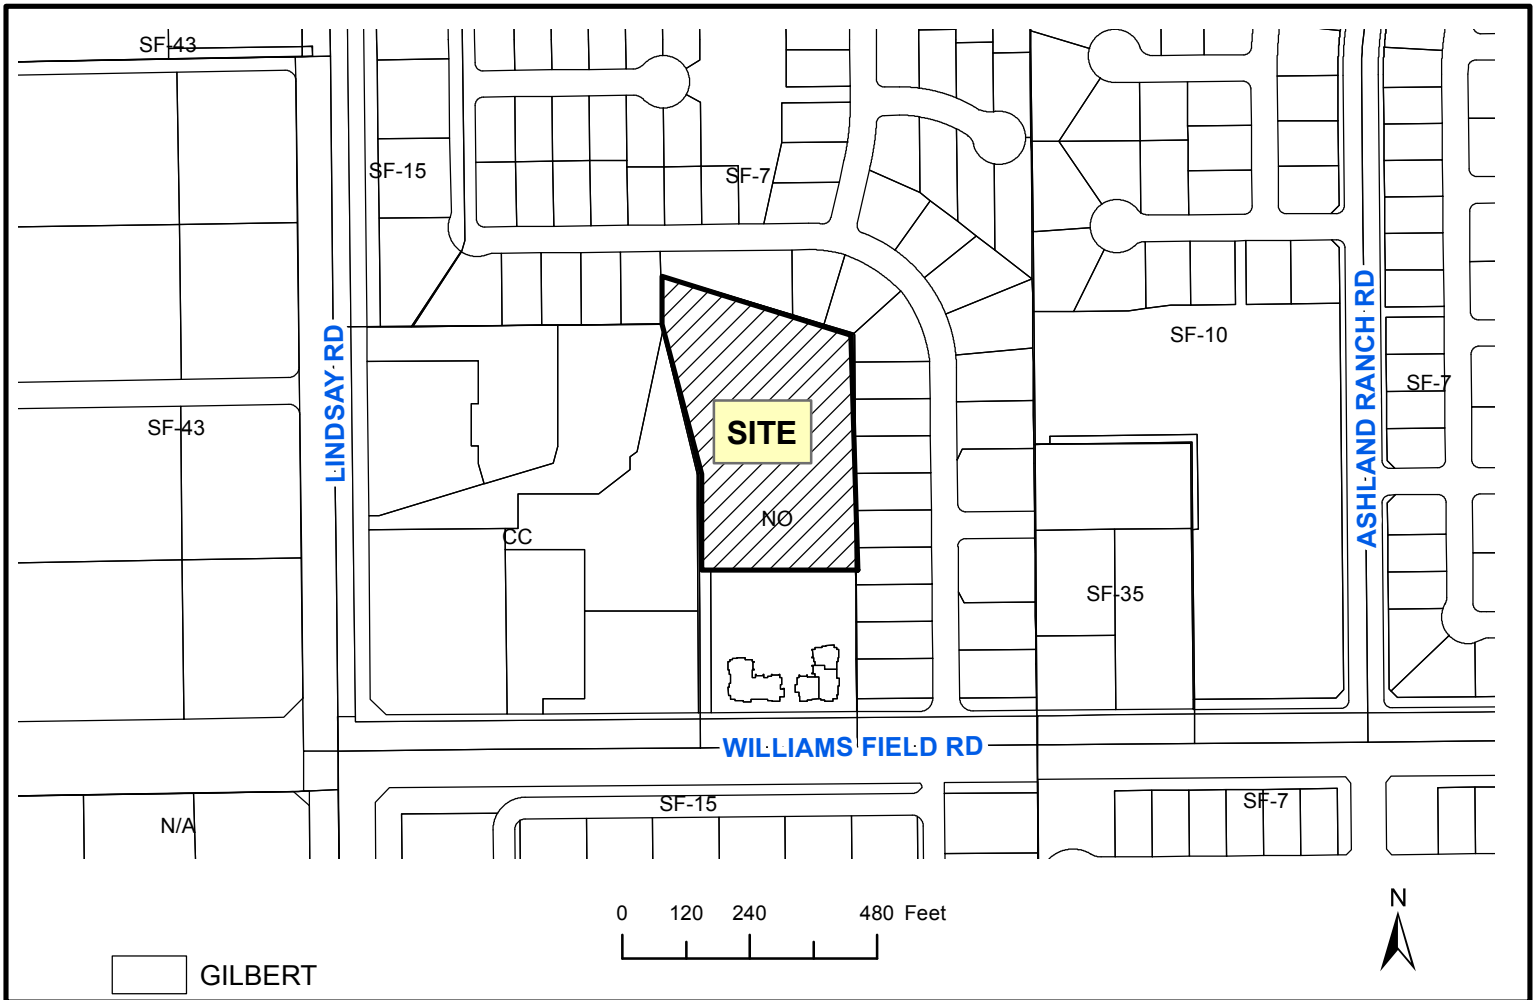 SF-43
SF-15
SF-7
LINDSAY RD
ASHLAND RANCH RD
SF-10
SF-7
SF-43
SITE
NO
CC
SF-35
WILLIAMS FIELD RD
SF-15
SF-7
N/A
N
0 120 240 480 Feet
GILBERT